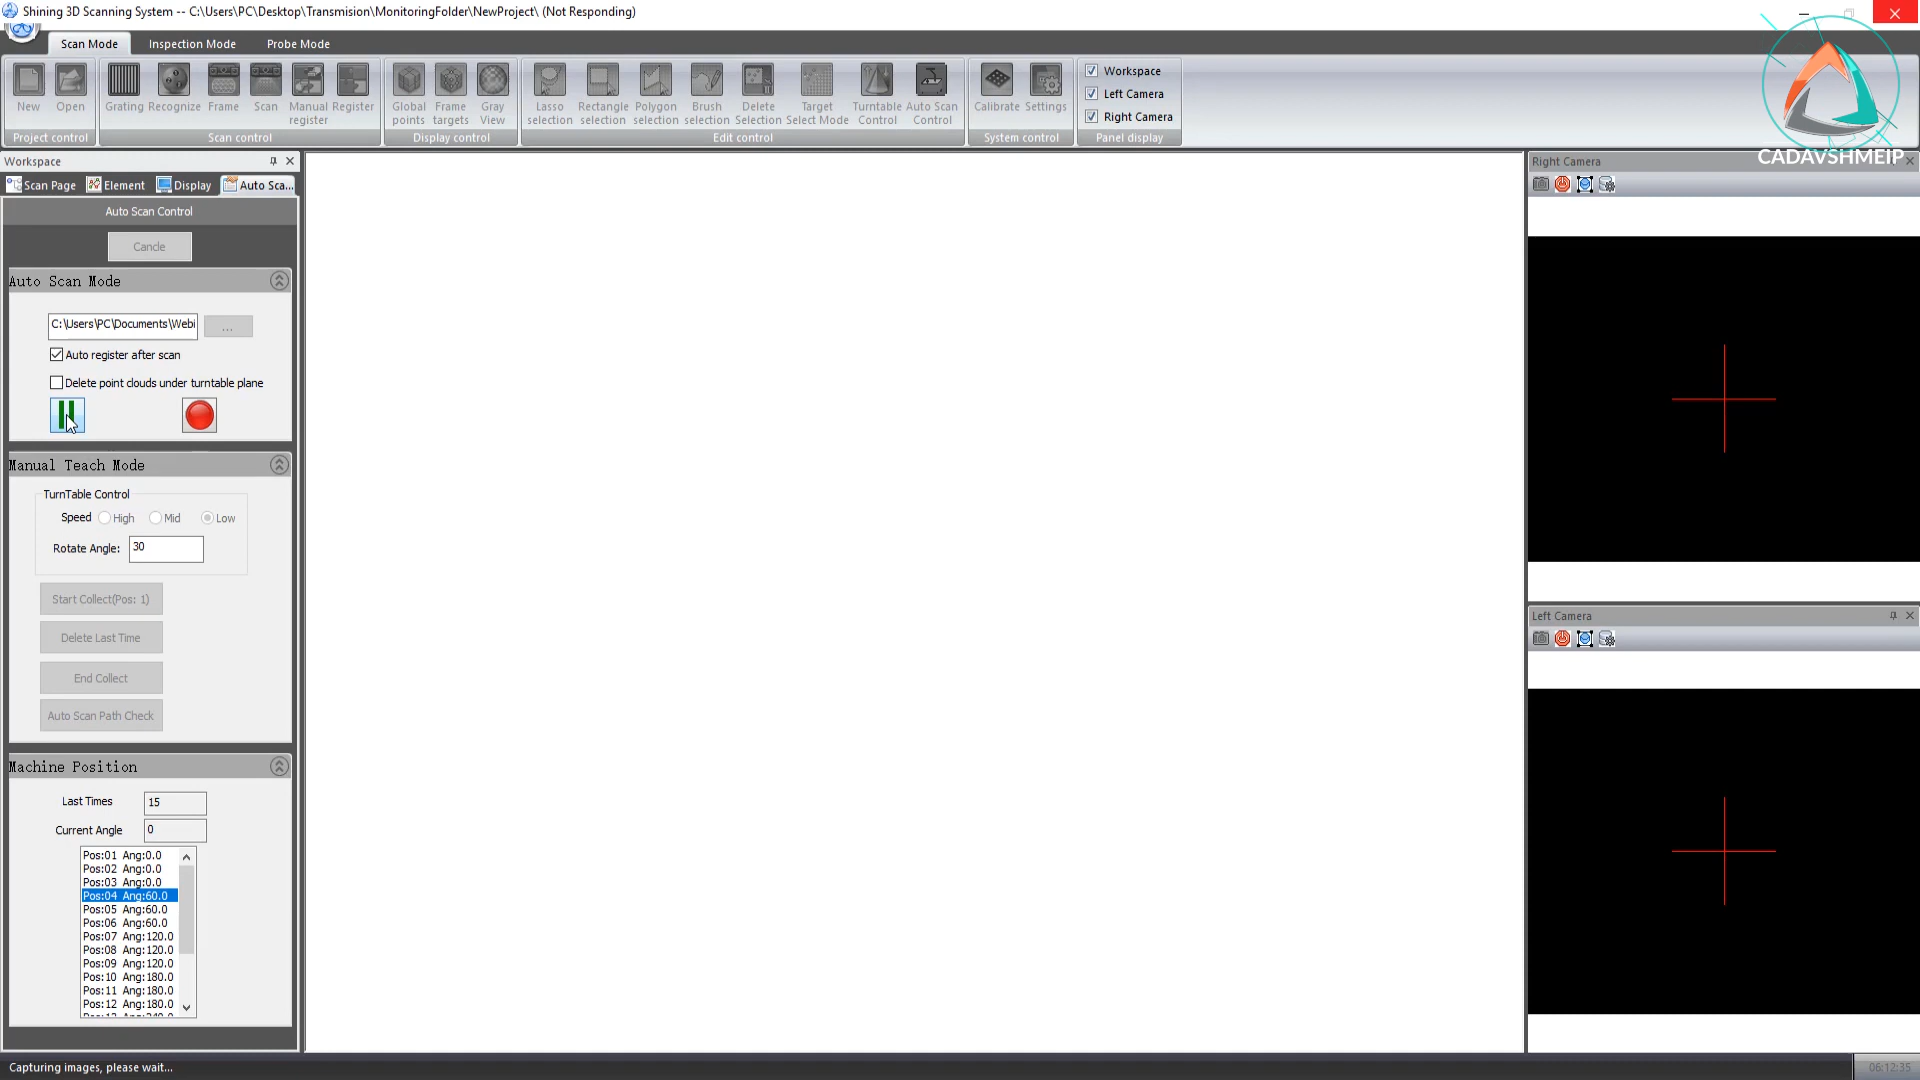 Shining 3D Scanning System -- C:\Users\PC\Desktop\Transmision\MonitoringFolder\NewProject\ (Not Responding)
Scan Mode Inspection Mode Probe Mode
New Open Grating Recognize Frame Scan Manual register Register Global points Frame targets Gray View Lasso selection Rectangle selection Polygon selection Brush selection Delete Selection Target Select Mode Turntable Control Auto Scan Control Calibrate Settings
Workspace
Left Camera
Right Camera
Project control Scan control Display control Edit control System control Panel display
CADAVSHMEIP
Workspace
Scan Page Element Display Auto Sca...
Auto Scan Control
Cancle
Auto Scan Mode
C:\Users\PC\Documents\Webi ...
Auto register after scan
Delete point clouds under turntable plane
Manual Teach Mode
TurnTable Control
Speed High Mid Low
Rotate Angle: 30
Start Collect(Pos: 1)
Delete Last Time
End Collect
Auto Scan Path Check
Machine Position
Last Times 15
Current Angle 0
Pos:01 Ang:0.0
Pos:02 Ang:0.0
Pos:03 Ang:0.0
Pos:04 Ang:60.0
Pos:05 Ang:60.0
Pos:06 Ang:60.0
Pos:07 Ang:120.0
Pos:08 Ang:120.0
Pos:09 Ang:120.0
Pos:10 Ang:180.0
Pos:11 Ang:180.0
Pos:12 Ang:180.0
Right Camera
Left Camera
Capturing images, please wait...
06:12:35